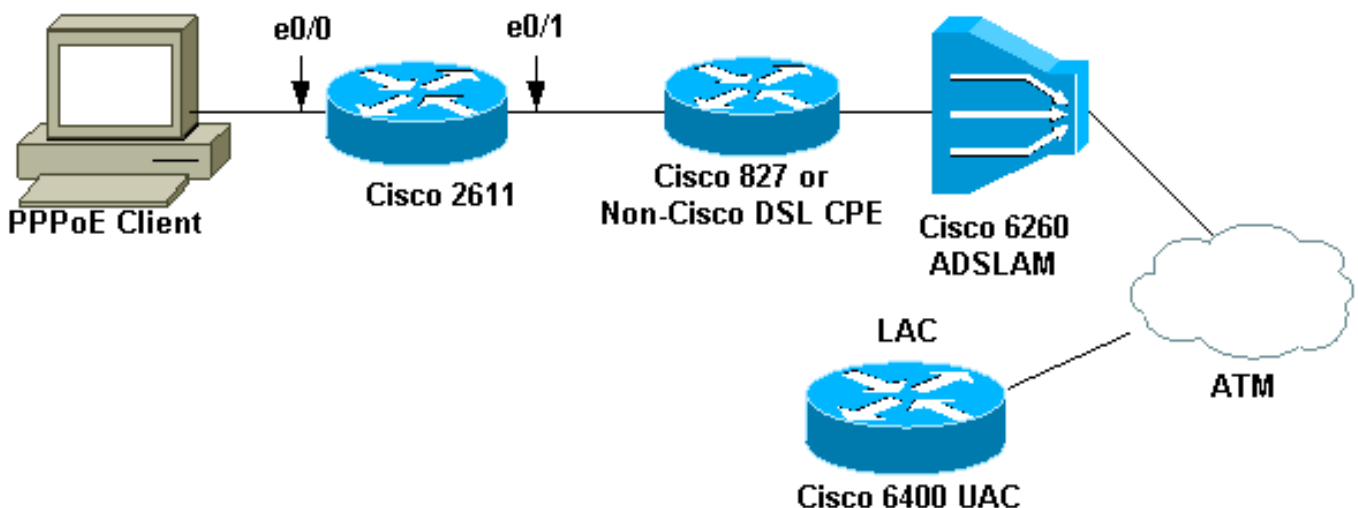 e0/0
e0/1
PPPoE Client
Cisco 2611
Cisco 827 or
Non-Cisco DSL CPE
Cisco 6260
ADSLAM
ATM
LAC
Cisco 6400 UAC